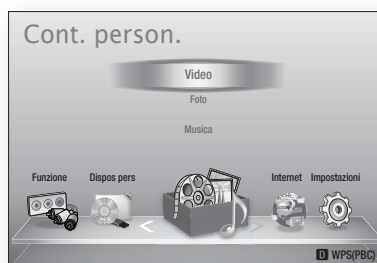 Cont. person.
Video
Foto
Musica
Funzione Dispos pers Internet Impostazioni
D WPS(PBC)